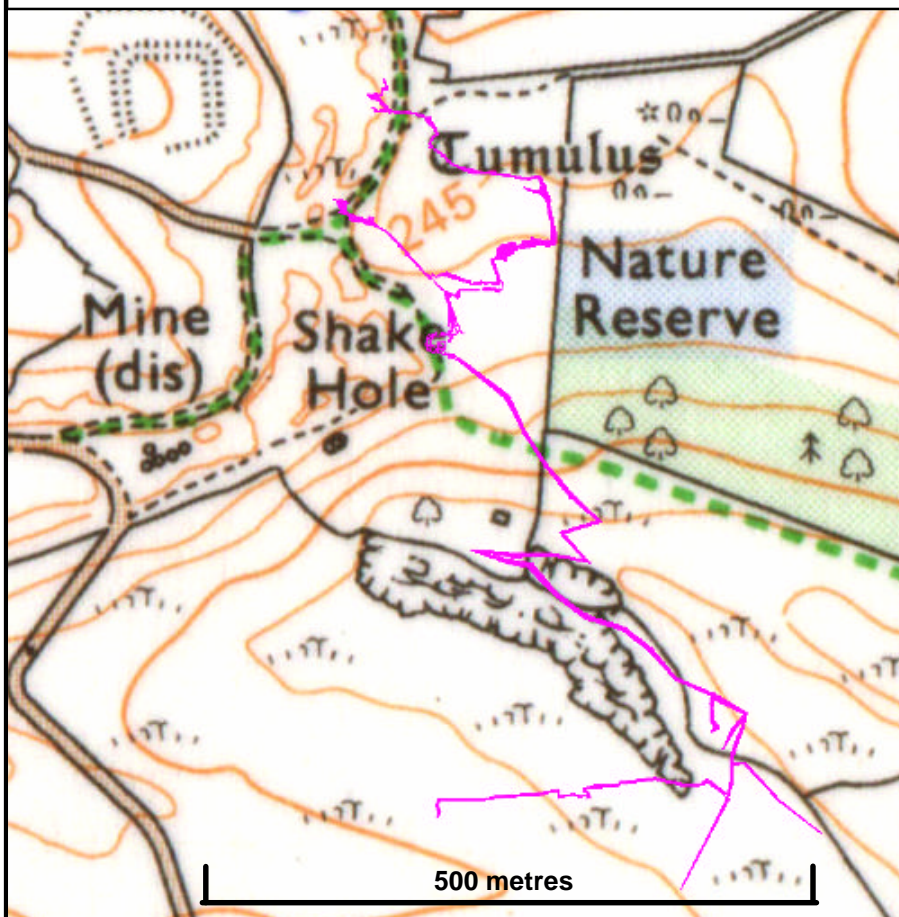 Tumulus
245
Nature
Reserve
Mine
(dis)
Shake
Hole
500 metres